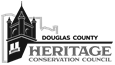 DOUGLAS COUNTY
HERITAGE
CONSERVATION COUNCIL